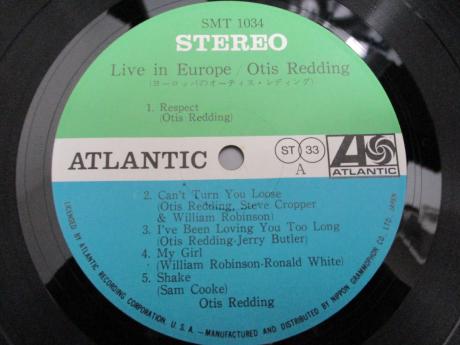 SMT 1034
STEREO
Live in Europe / Otis Redding
(ヨーロッパのオーティス・レディング)
1. Respect
(Otis Redding)
ATLANTIC
ST 33
A
ATLANTIC
2. Can't Turn You Loose
(Otis Redding, Steve Cropper
& William Robinson)
3. I've Been Loving You Too Long
(Otis Redding-Jerry Butler)
4. My Girl
(William Robinson-Ronald White)
5. Shake
(Sam Cooke)
Otis Redding
LICENSED BY ATLANTIC RECORDING CORPORATION U.S.A.—MANUFACTURED AND DISTRIBUTED BY NIPPON GRAMMOPHON CO. LTD. JAPAN